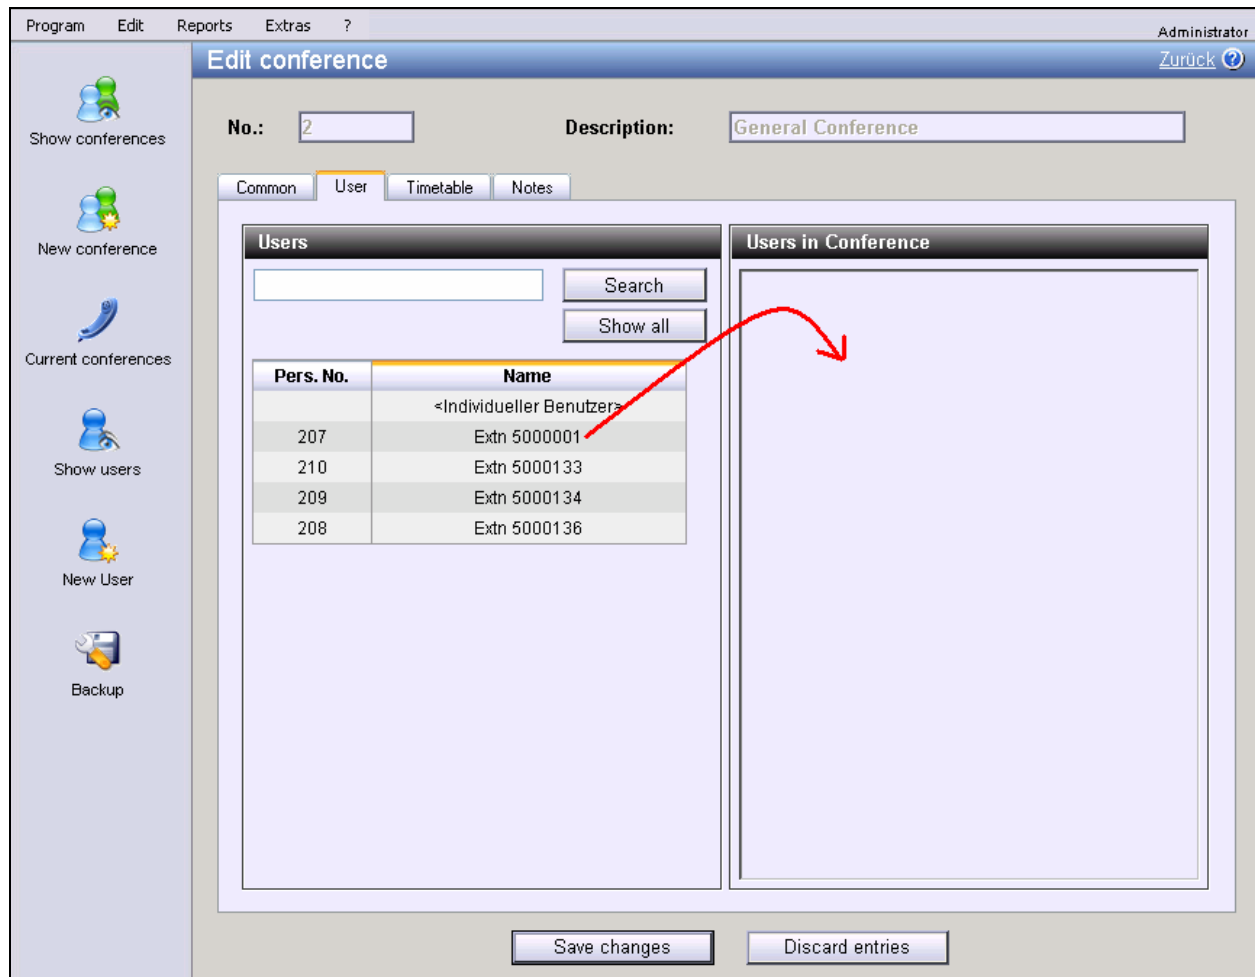 Program Edit Reports Extras ?
Administrator
Edit conference
Zurück
Show conferences
New conference
Current conferences
Show users
New User
Backup
No.: 2 Description: General Conference
Common User Timetable Notes
Users
Search
Show all
Pers. No. Name
<Individueller Benutzer>
207 Extn 5000001
210 Extn 5000133
209 Extn 5000134
208 Extn 5000136
Users in Conference
Save changes Discard entries